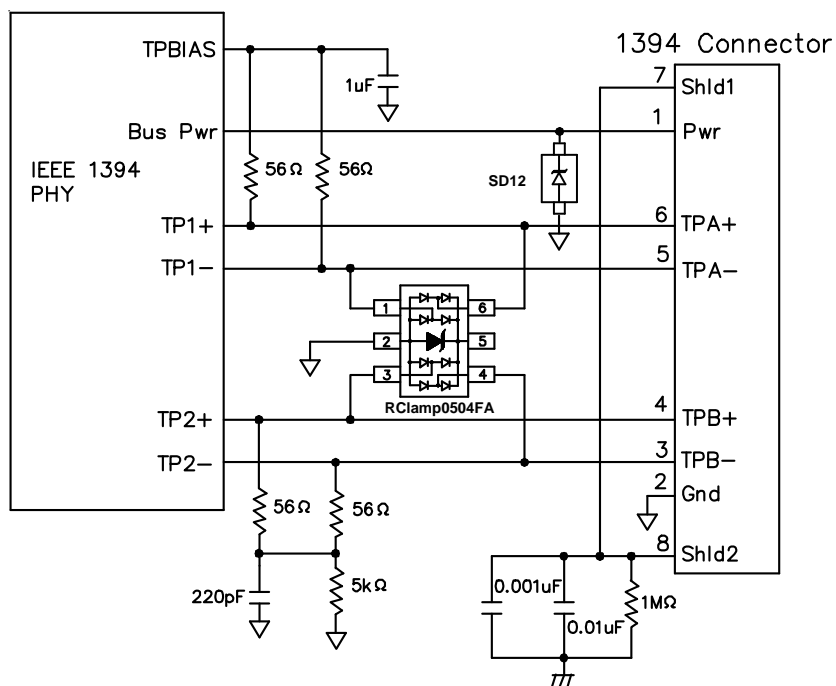 1394 Connector
TPBIAS
1uF
7
Shld1
Bus Pwr
1
Pwr
IEEE 1394
PHY
56Ω
56Ω
SD12
TP1+
6
TPA+
TP1-
5
TPA-
1
6
2
5
3
4
RClamp0504FA
TP2+
4
TPB+
TP2-
3
TPB-
2
Gnd
56Ω
56Ω
8
Shld2
220pF
5kΩ
0.001uF
0.01uF
1MΩ